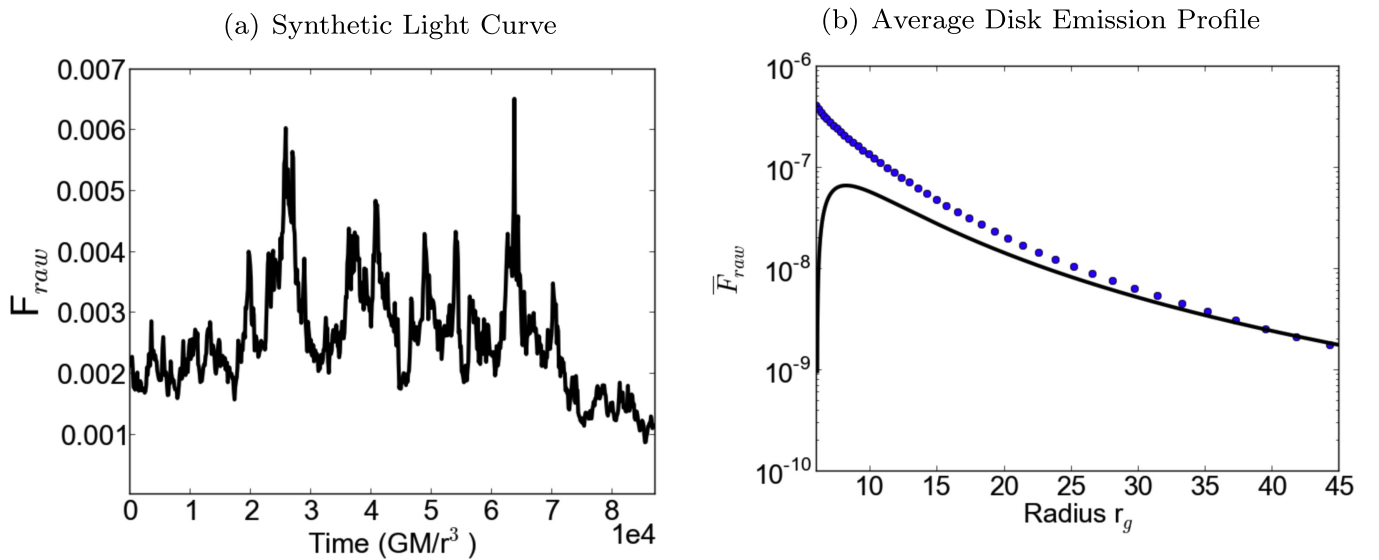 (a) Synthetic Light Curve
0.007
0.006
0.005
0.004
0.003
0.002
0.001
F_raw
0 1 2 3 4 5 6 7 8
1e4
Time (GM/r³ )
(b) Average Disk Emission Profile
10⁻⁶
10⁻⁷
10⁻⁸
10⁻⁹
10⁻¹⁰
F̅_raw
10 15 20 25 30 35 40 45
Radius r_g